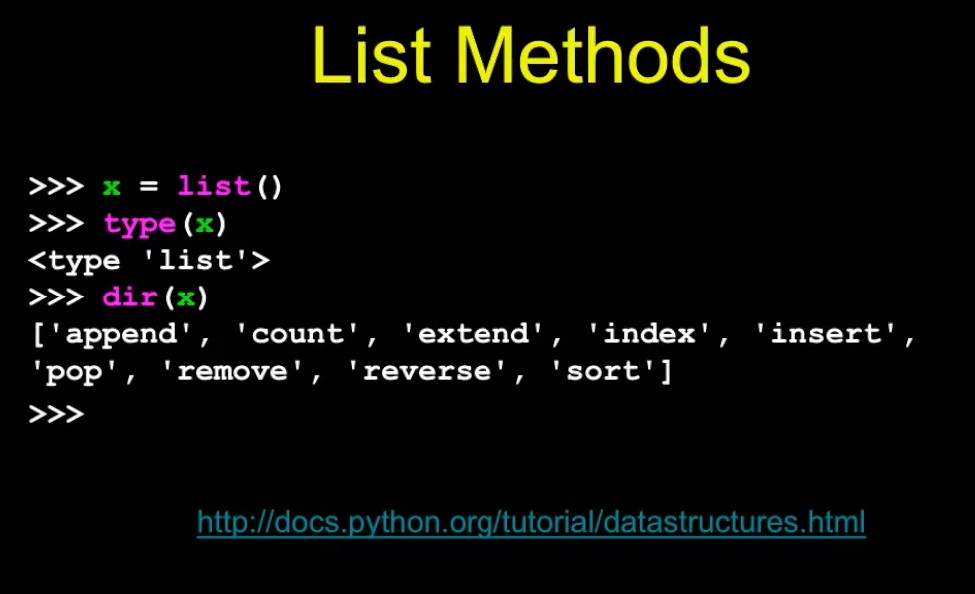 List Methods
>>> x = list()
>>> type(x)
<type 'list'>
>>> dir(x)
['append', 'count', 'extend', 'index', 'insert',
'pop', 'remove', 'reverse', 'sort']
>>>
http://docs.python.org/tutorial/datastructures.html